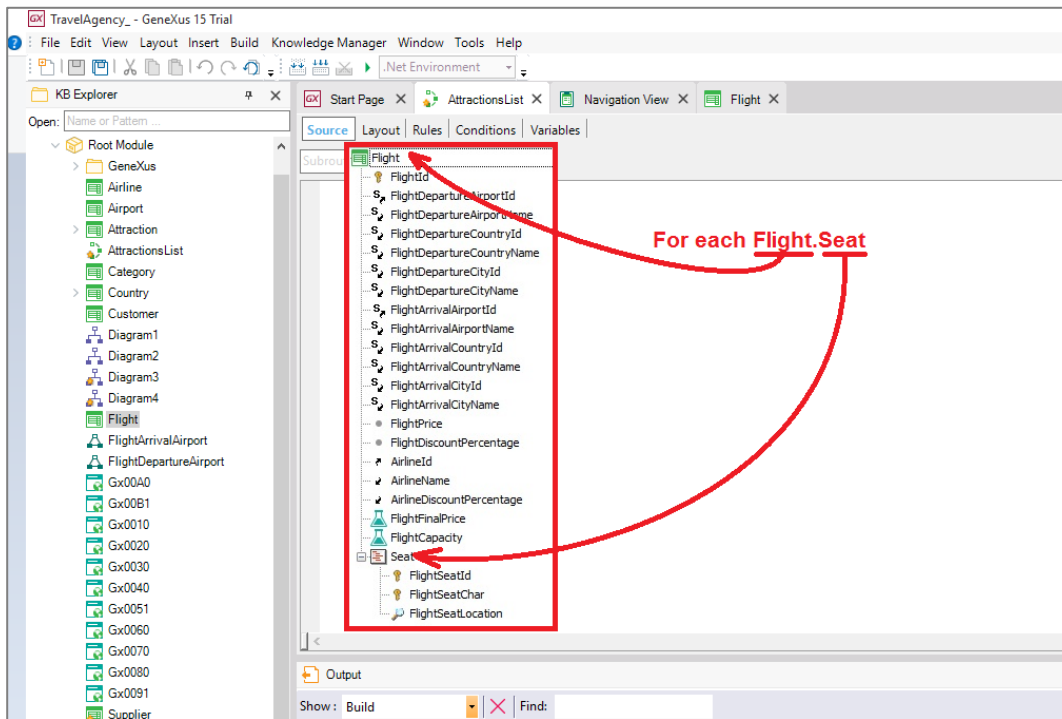 TravelAgency_ - GeneXus 15 Trial
File Edit View Layout Insert Build Knowledge Manager Window Tools Help
.Net Environment
KB Explorer
Start Page AttractionsList Navigation View Flight
Open: Name or Pattern ...
Source Layout Rules Conditions Variables
Root Module
GeneXus
Airline
Airport
Attraction
AttractionsList
Category
Country
Customer
Diagram1
Diagram2
Diagram3
Diagram4
Flight
FlightArrivalAirport
FlightDepartureAirport
Gx00A0
Gx00B1
Gx0010
Gx0020
Gx0030
Gx0040
Gx0051
Gx0060
Gx0070
Gx0080
Gx0091
Supplier
Flight
FlightId
FlightDepartureAirportId
FlightDepartureAirportName
FlightDepartureCountryId
FlightDepartureCountryName
FlightDepartureCityId
FlightDepartureCityName
FlightArrivalAirportId
FlightArrivalAirportName
FlightArrivalCountryId
FlightArrivalCountryName
FlightArrivalCityId
FlightArrivalCityName
FlightPrice
FlightDiscountPercentage
AirlineId
AirlineName
AirlineDiscountPercentage
FlightFinalPrice
FlightCapacity
Seat
FlightSeatId
FlightSeatChar
FlightSeatLocation
For each Flight.Seat
Output
Show: Build Find: